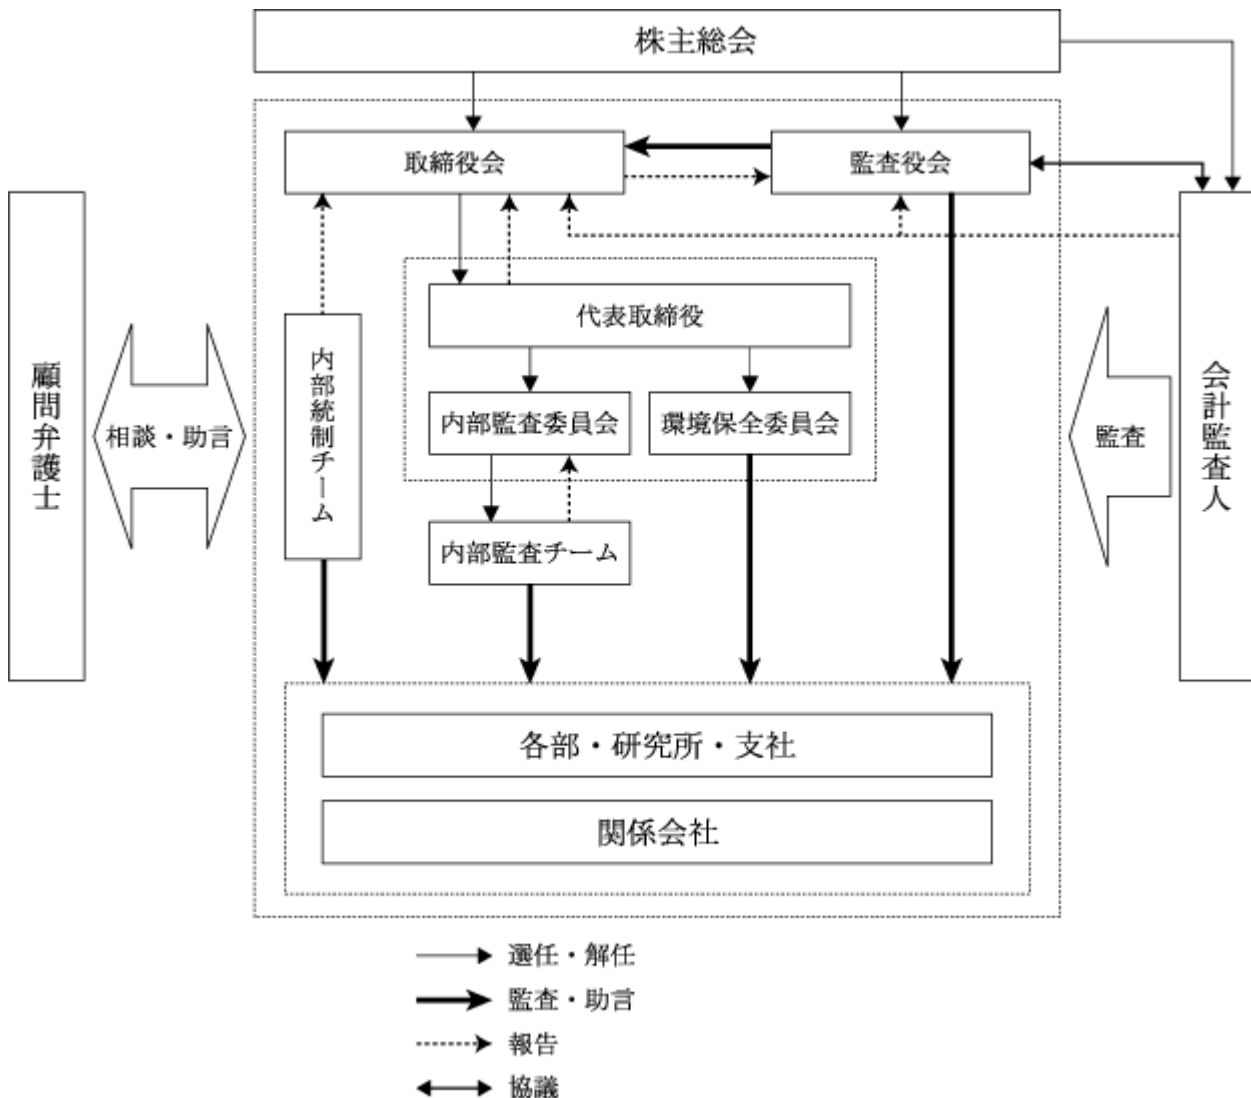 株主総会
取締役会
監査役会
代表取締役
内部統制チーム
内部監査委員会
環境保全委員会
内部監査チーム
顧問弁護士
相談・助言
監査
会計監査人
各部・研究所・支社
関係会社
選任・解任
監査・助言
報告
協議